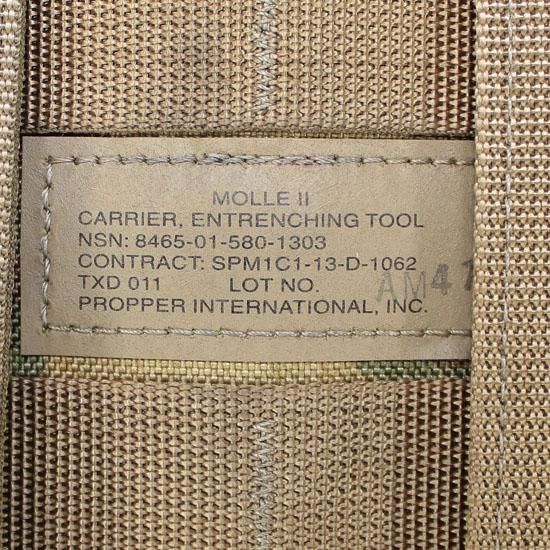 MOLLE II
CARRIER, ENTRENCHING TOOL
NSN: 8465-01-580-1303
CONTRACT: SPM1C1-13-D-1062
TXD 011 LOT NO. AM47
PROPPER INTERNATIONAL, INC.